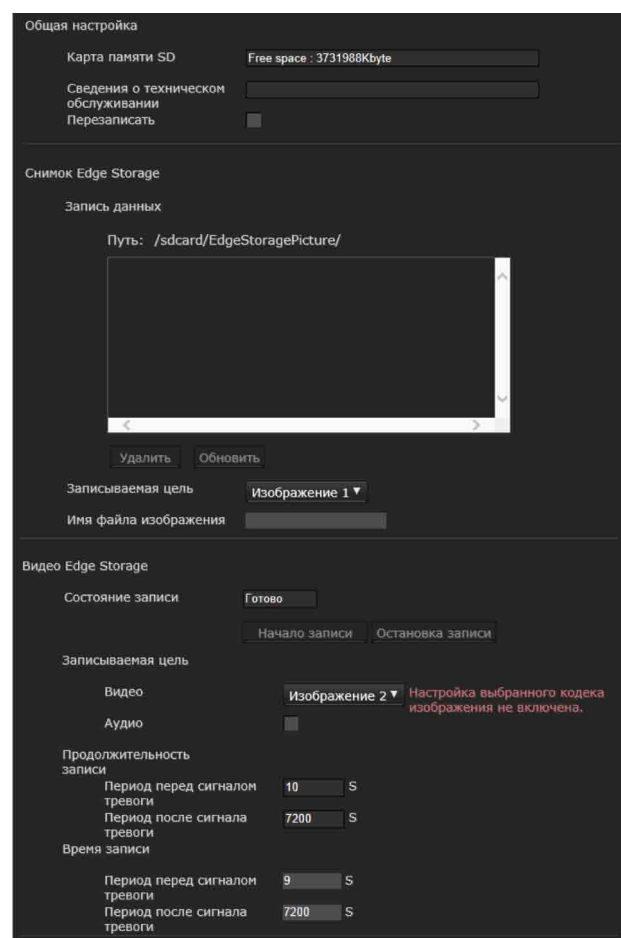 Общая настройка
Карта памяти SD
Free space : 3731988Kbyte
Сведения о техническом
обслуживании
Перезаписать
Снимок Edge Storage
Запись данных
Путь: /sdcard/EdgeStoragePicture/
Удалить Обновить
Записываемая цель
Изображение 1
Имя файла изображения
Видео Edge Storage
Состояние записи
Готово
Начало записи Остановка записи
Записываемая цель
Видео
Изображение 2
Настройка выбранного кодека
изображения не включена.
Аудио
Продолжительность
записи
Период перед сигналом
тревоги
10 S
Период после сигнала
тревоги
7200 S
Время записи
Период перед сигналом
тревоги
9 S
Период после сигнала
тревоги
7200 S